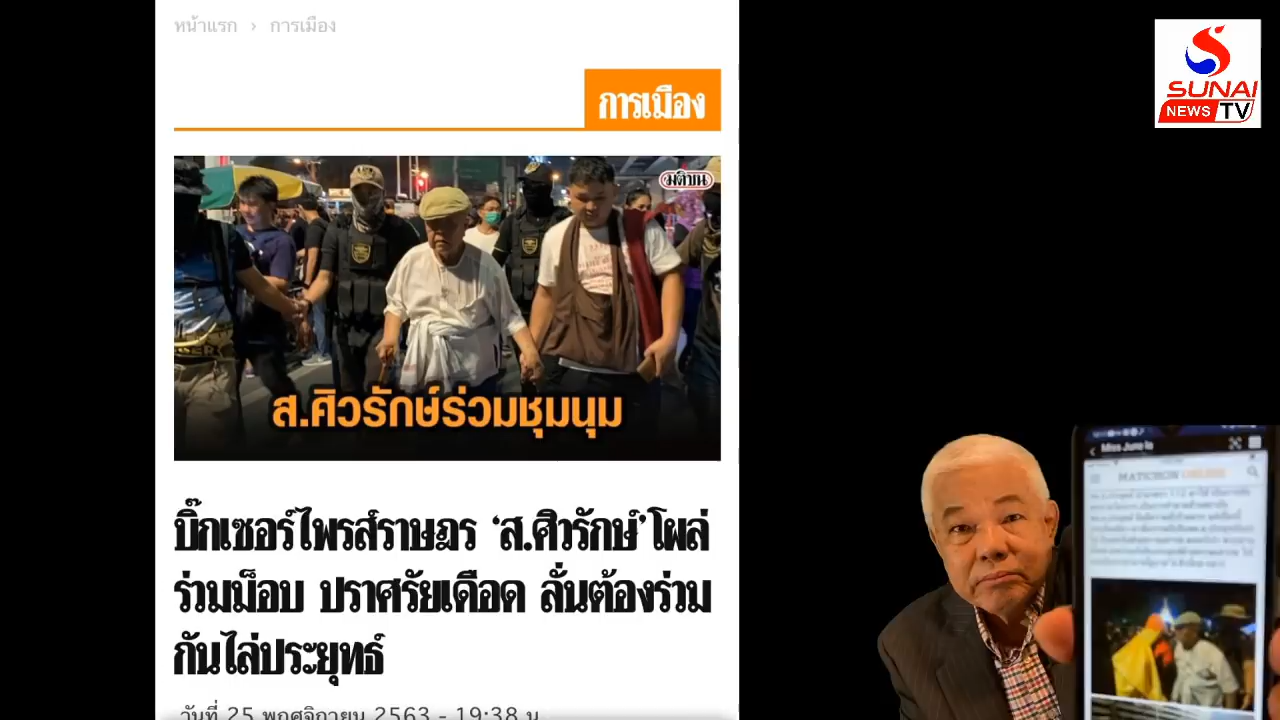 หน้าแรก › การเมือง
การเมือง
มติชน
ส.ศิวรักษ์ร่วมชุมนุม
บิ๊กเซอร์ไพรส์ราษฎร ‘ส.ศิวรักษ์’ โผล่
ร่วมม็อบ ปราศรัยเดือด ลั่นต้องร่วม
กันไล่ประยุทธ์
วันที่ 25 พฤศจิกายน 2563 - 19:38 น.
SUNAI
NEWS TV
Miss June is
MATICHON ONLINE